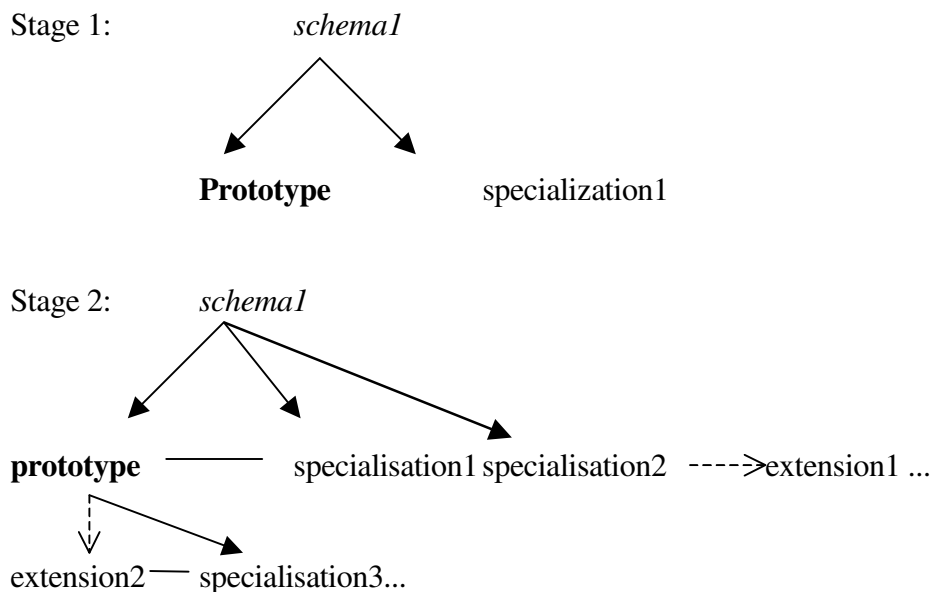 Stage 1: schema1
Prototype specialization1
Stage 2: schema1
prototype specialisation1 specialisation2 extension1 ...
extension2 specialisation3...